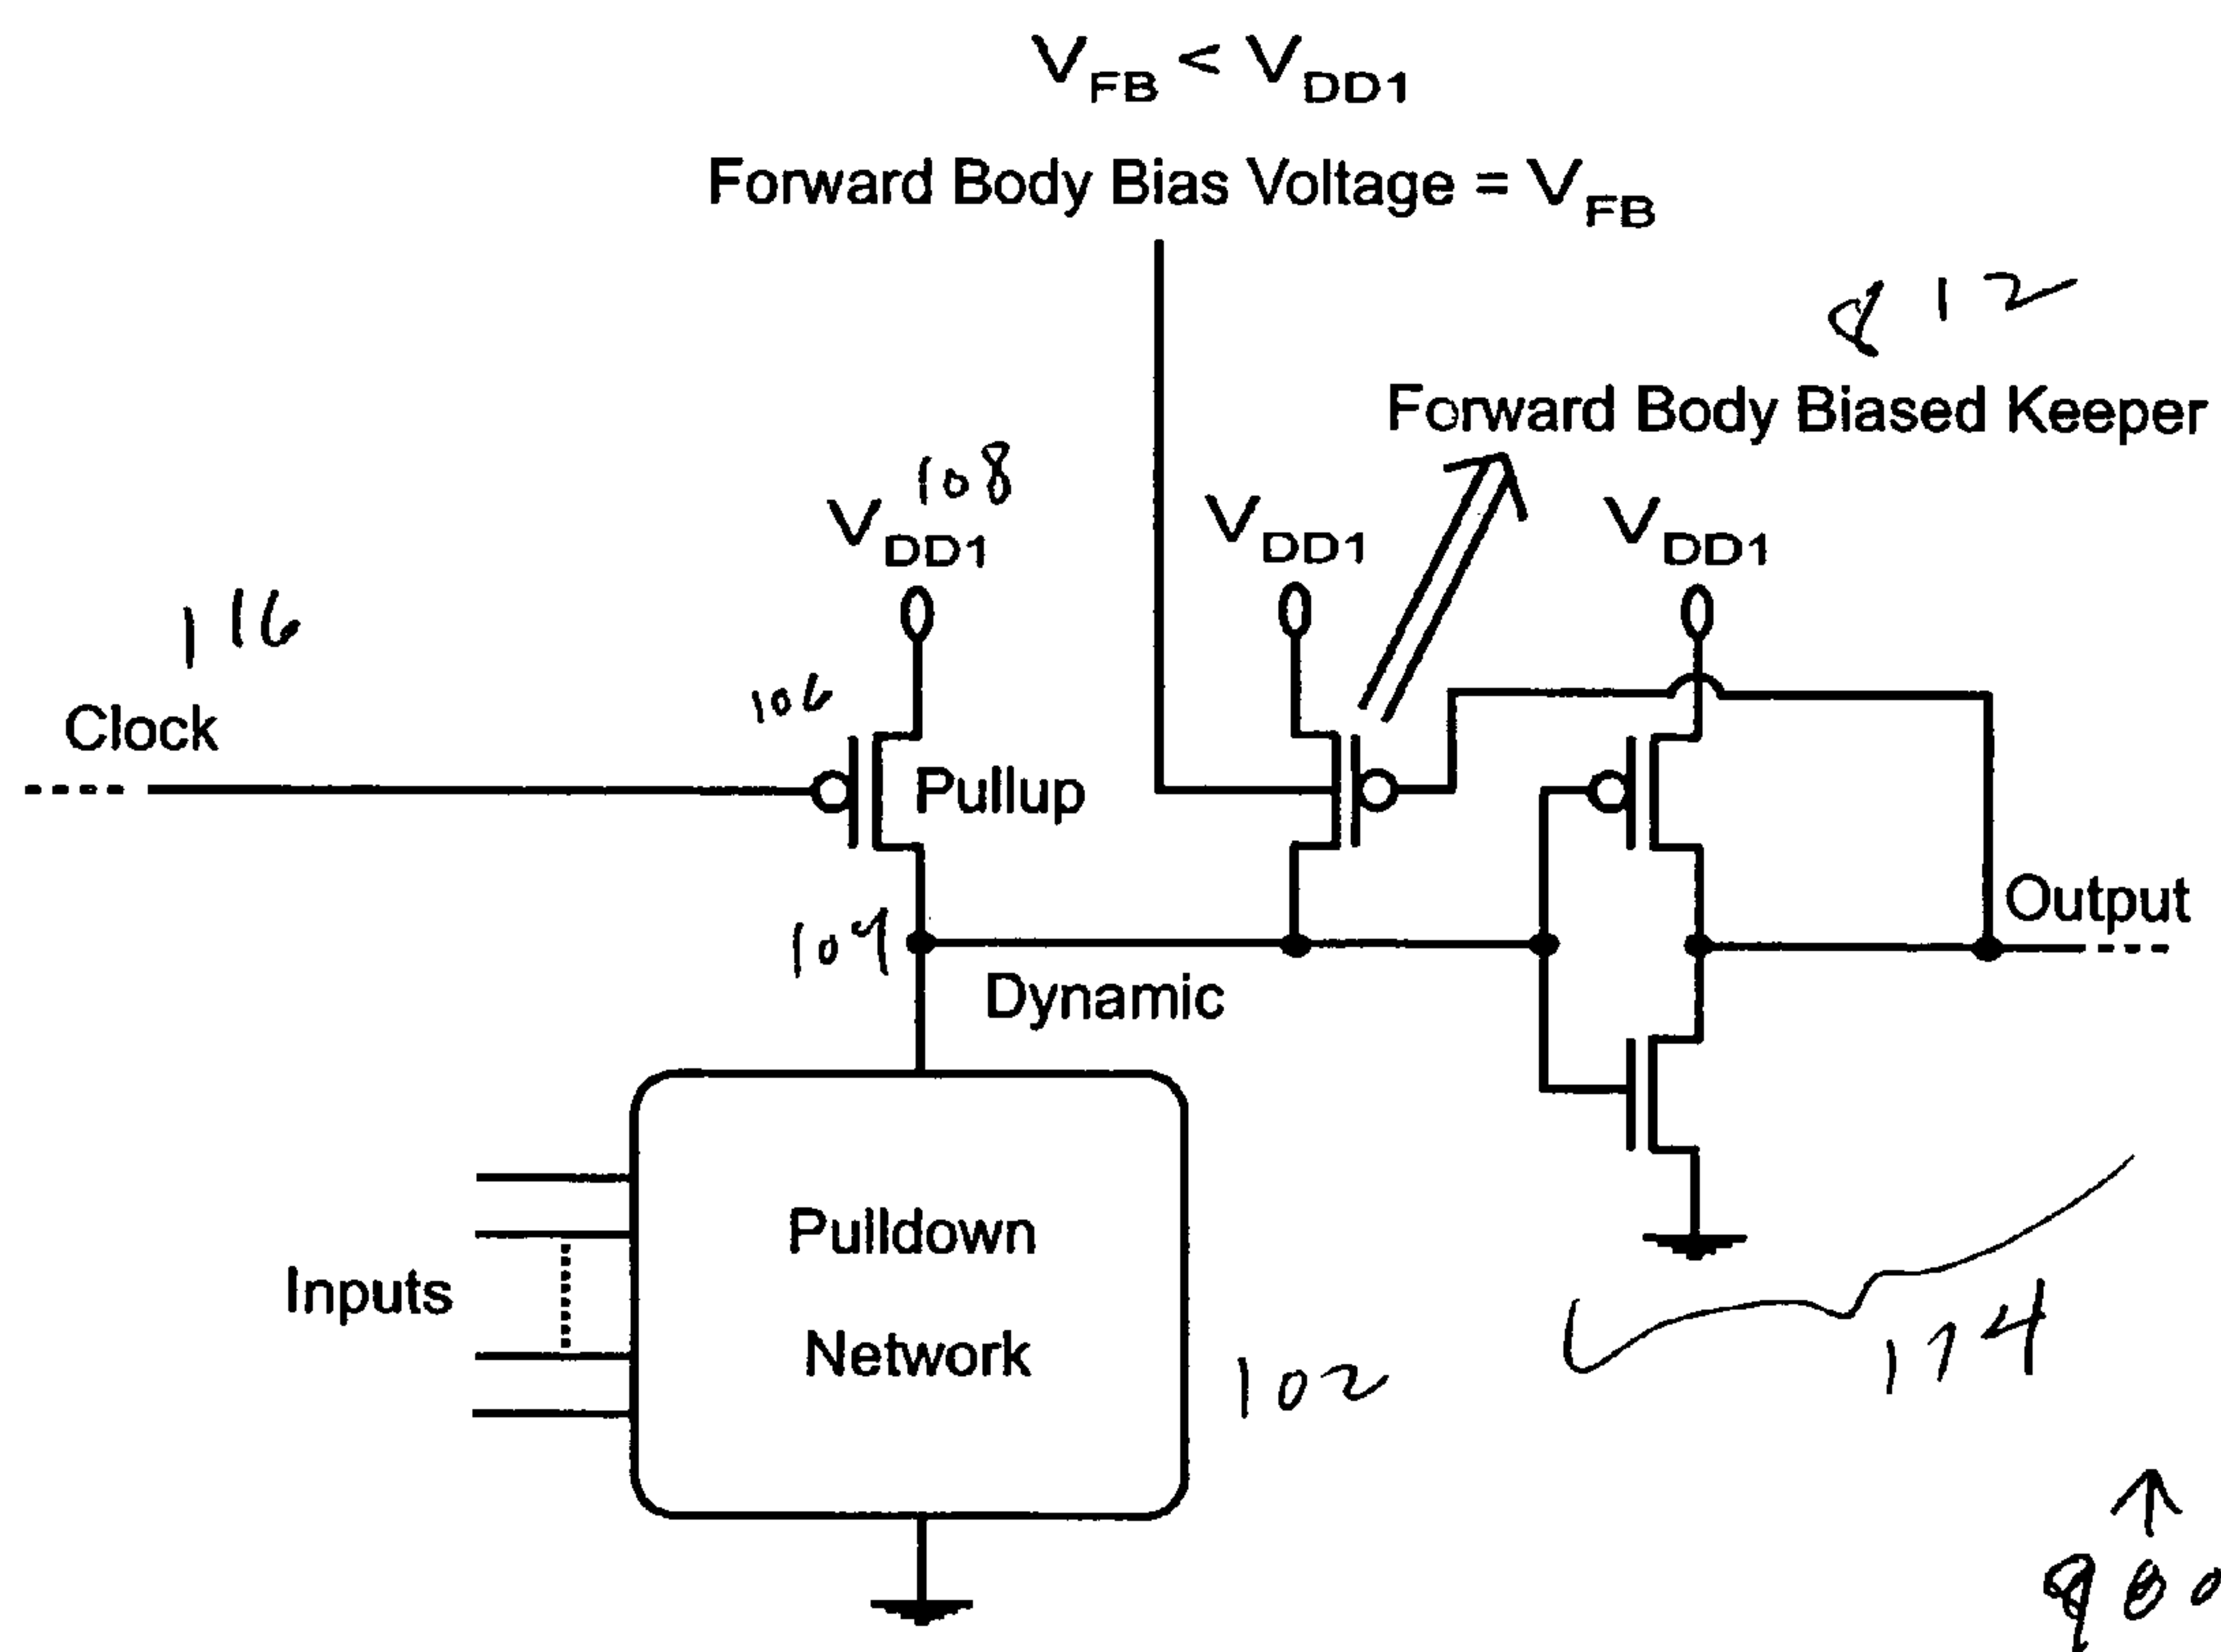 V_FB < V_DD1
Forward Body Bias Voltage = V_FB
812
Forward Body Biased Keeper
108
V_DD1
V_DD1
V_DD1
116
106
Clock
Pullup
Output
104
Dynamic
Pulldown
Inputs
Network
102
114